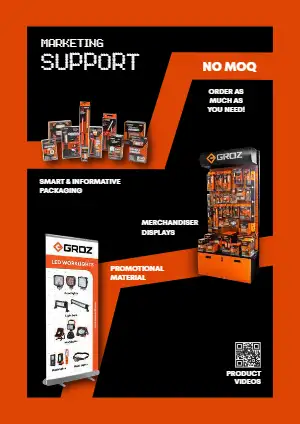 MARKETING
SUPPORT
NO MOQ
ORDER AS
MUCH AS
YOU NEED!
SMART & INFORMATIVE
PACKAGING
GROZ
MERCHANDISER
DISPLAYS
GROZ
LED WORKLIGHTS
PROMOTIONAL
MATERIAL
PRODUCT
VIDEOS